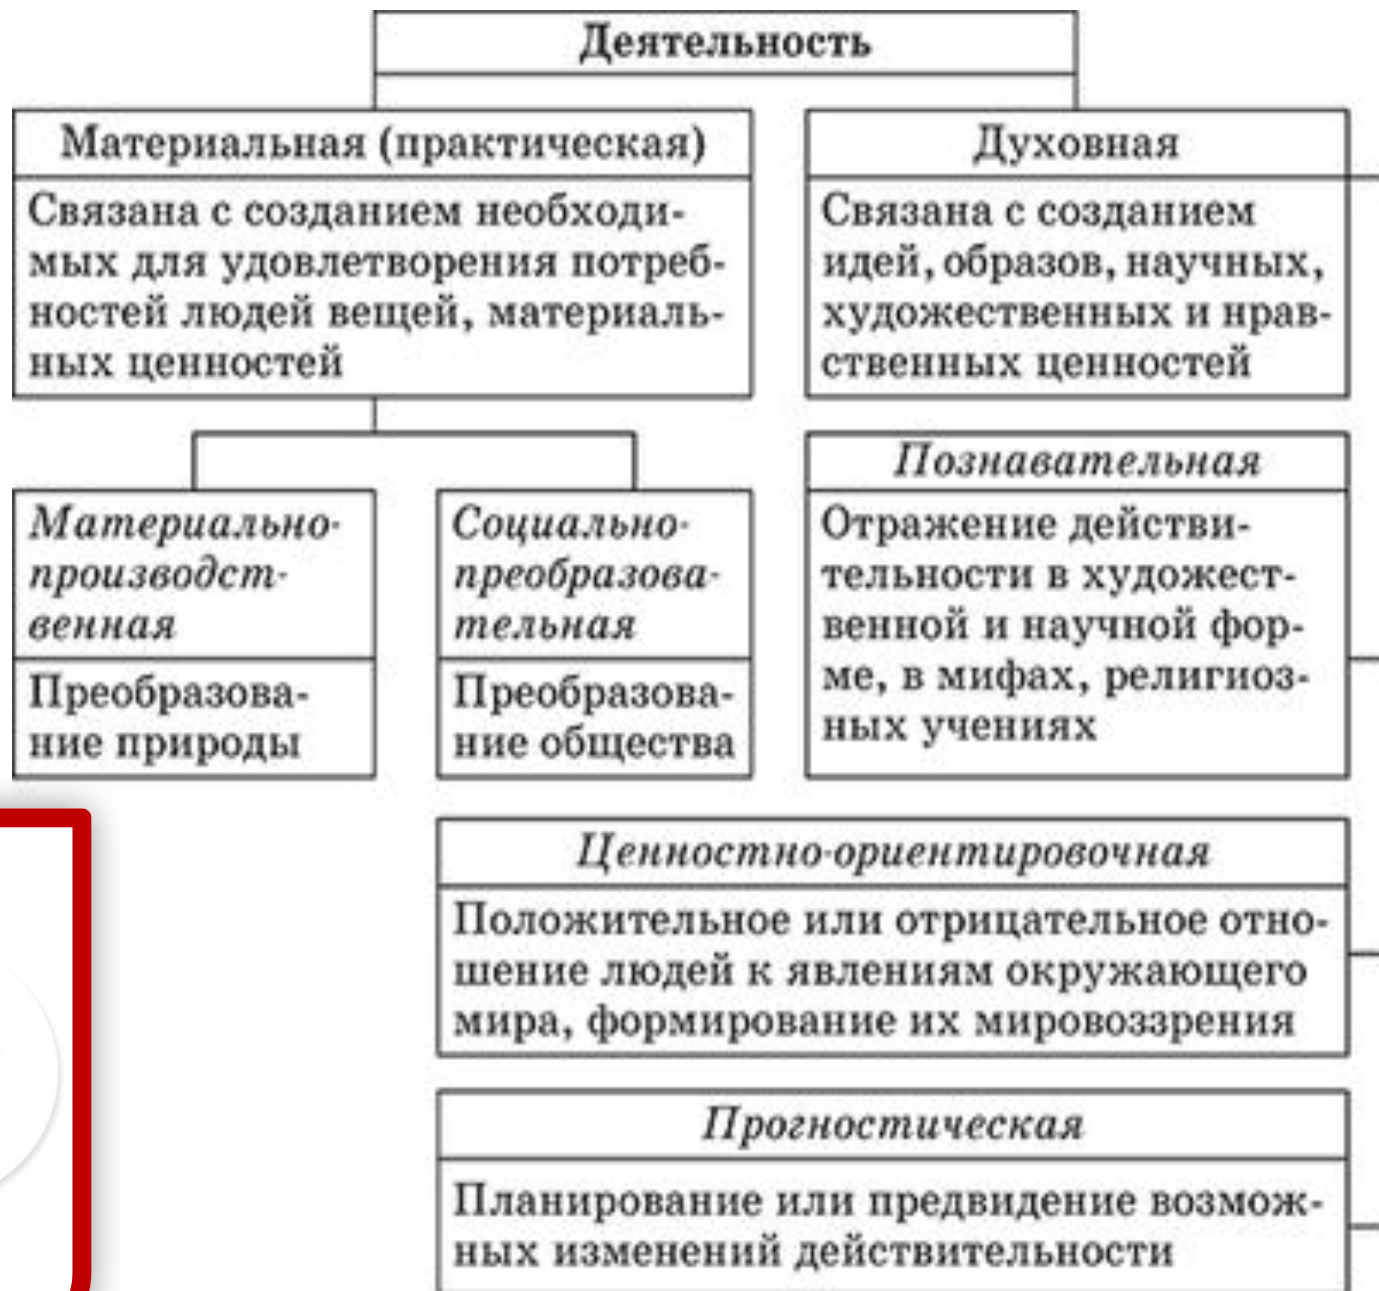 Деятельность
Материальная (практическая)
Связана с созданием необходи-
мых для удовлетворения потреб-
ностей людей вещей, материаль-
ных ценностей
Духовная
Связана с созданием
идей, образов, научных,
художественных и нрав-
ственных ценностей
Материально-
производст-
венная
Преобразова-
ние природы
Социально-
преобразова-
тельная
Преобразова-
ние общества
Познавательная
Отражение действи-
тельности в художест-
венной и научной фор-
ме, в мифах, религиоз-
ных учениях
Ценностно-ориентировочная
Положительное или отрицательное отно-
шение людей к явлениям окружающего
мира, формирование их мировоззрения
Прогностическая
Планирование или предвидение возмож-
ных изменений действительности